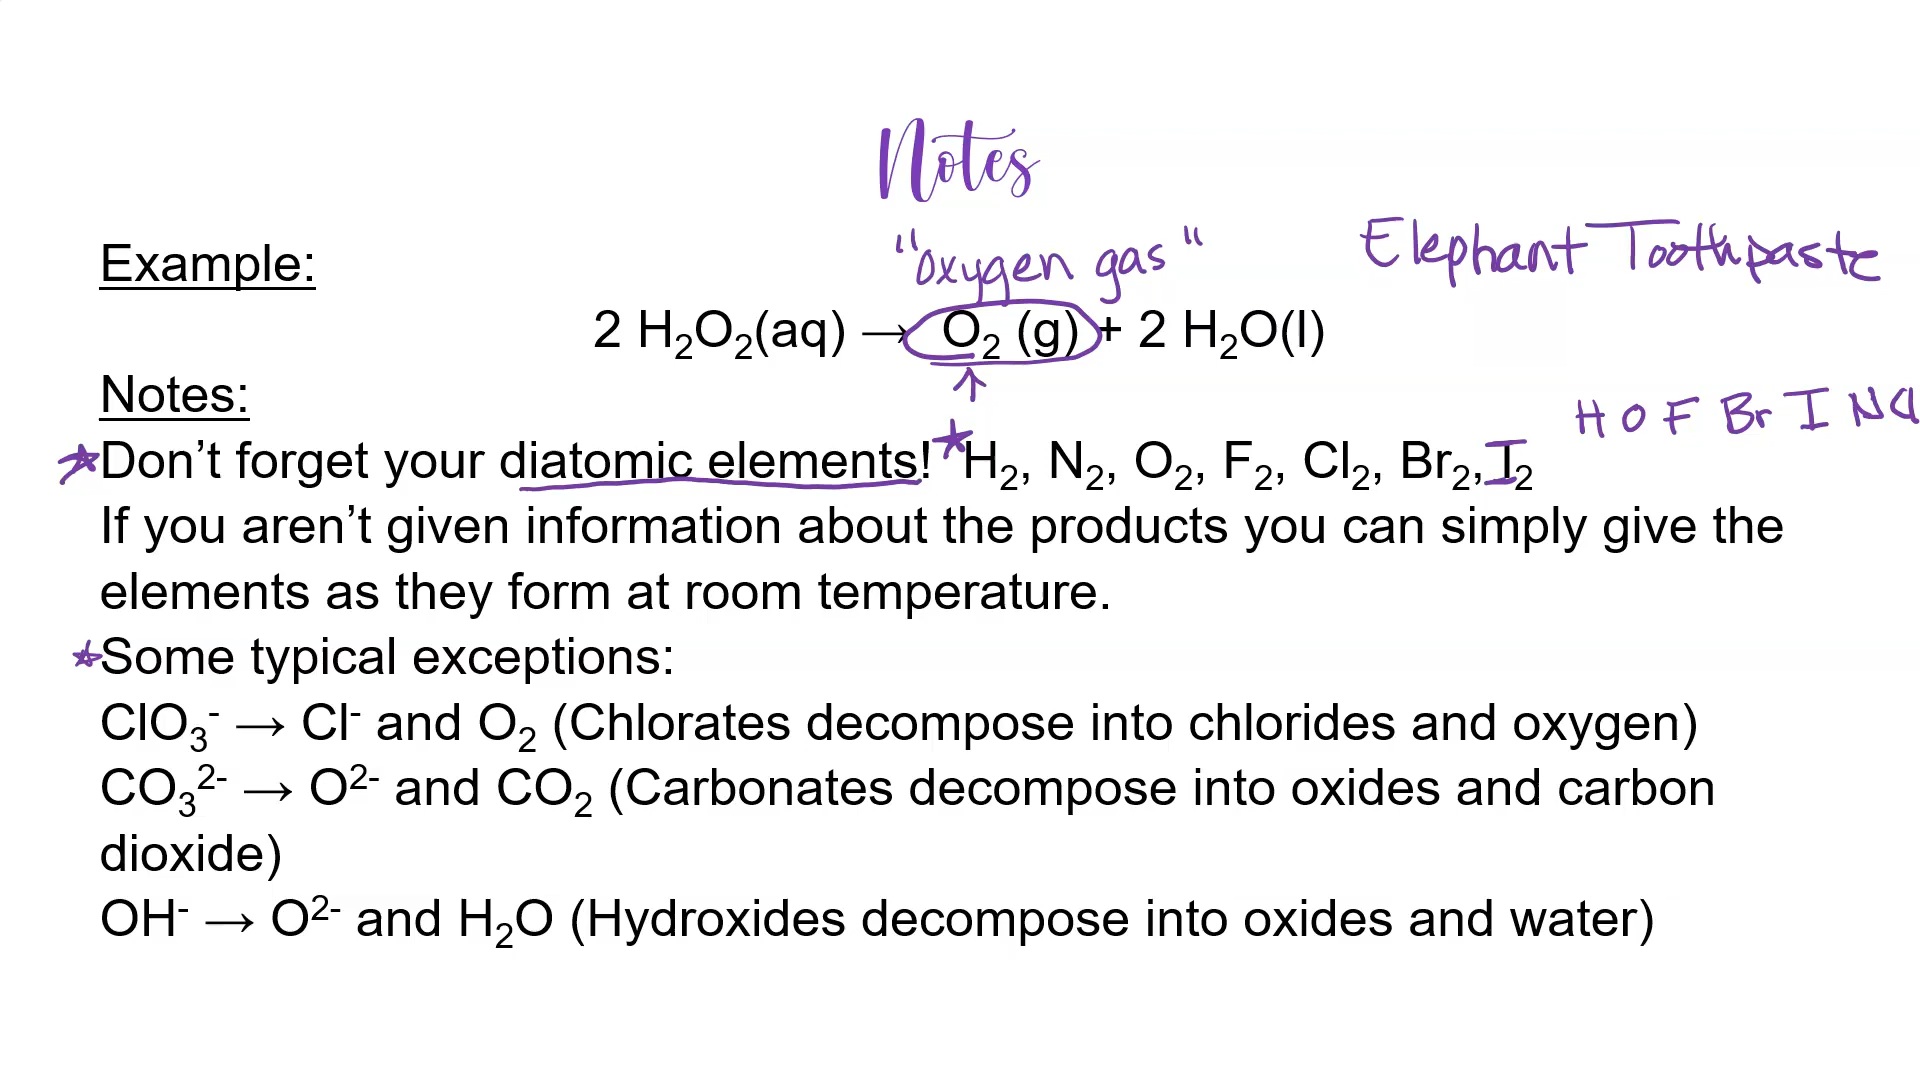 Notes
"oxygen gas" Elephant Toothpaste
Example:
2 H₂O₂(aq) → O₂ (g) + 2 H₂O(l)
Notes:
H O F Br I N Cl
Don’t forget your diatomic elements! *H₂, N₂, O₂, F₂, Cl₂, Br₂, I₂
If you aren’t given information about the products you can simply give the
elements as they form at room temperature.
Some typical exceptions:
ClO₃⁻ → Cl⁻ and O₂ (Chlorates decompose into chlorides and oxygen)
CO₃²⁻ → O²⁻ and CO₂ (Carbonates decompose into oxides and carbon
dioxide)
OH⁻ → O²⁻ and H₂O (Hydroxides decompose into oxides and water)